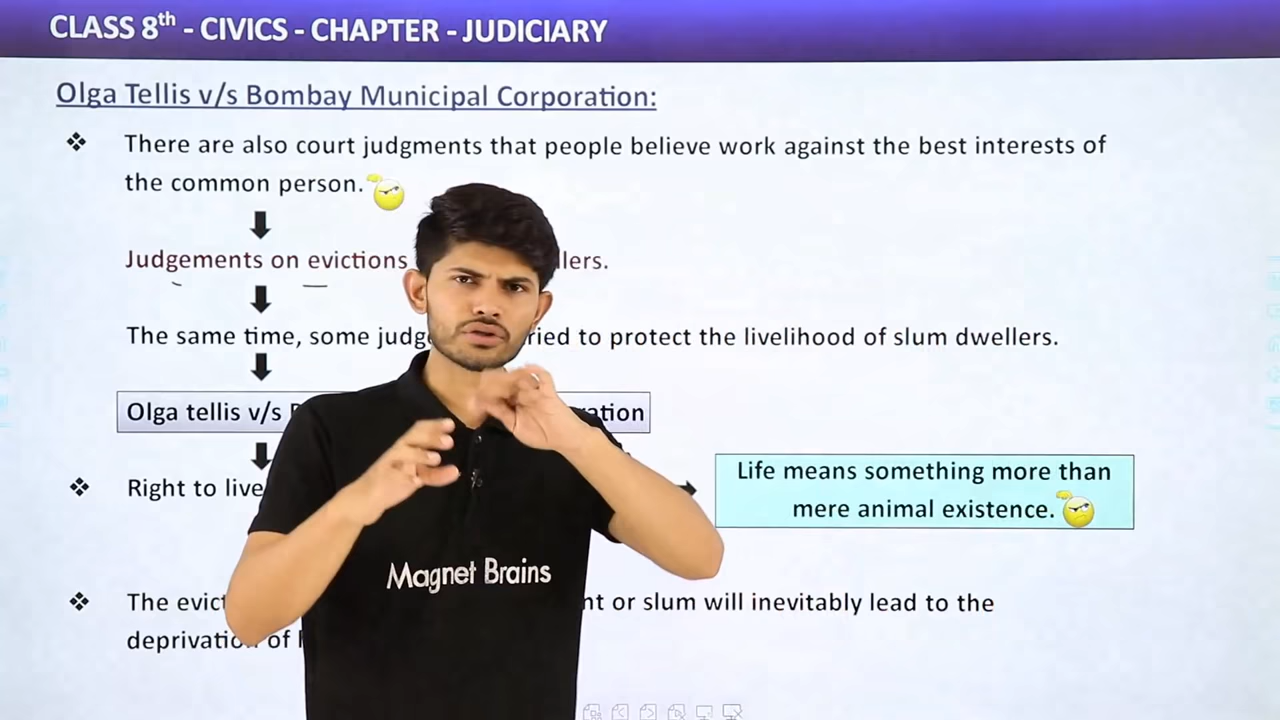 CLASS 8th - CIVICS - CHAPTER - JUDICIARY
Olga Tellis v/s Bombay Municipal Corporation:
There are also court judgments that people believe work against the best interests of
the common person.
Judgements on evictions llers.
The same time, some judge ried to protect the livelihood of slum dwellers.
Olga tellis v/s ation
Right to live
Life means something more than
mere animal existence.
The evict nt or slum will inevitably lead to the
deprivation of
Magnet Brains